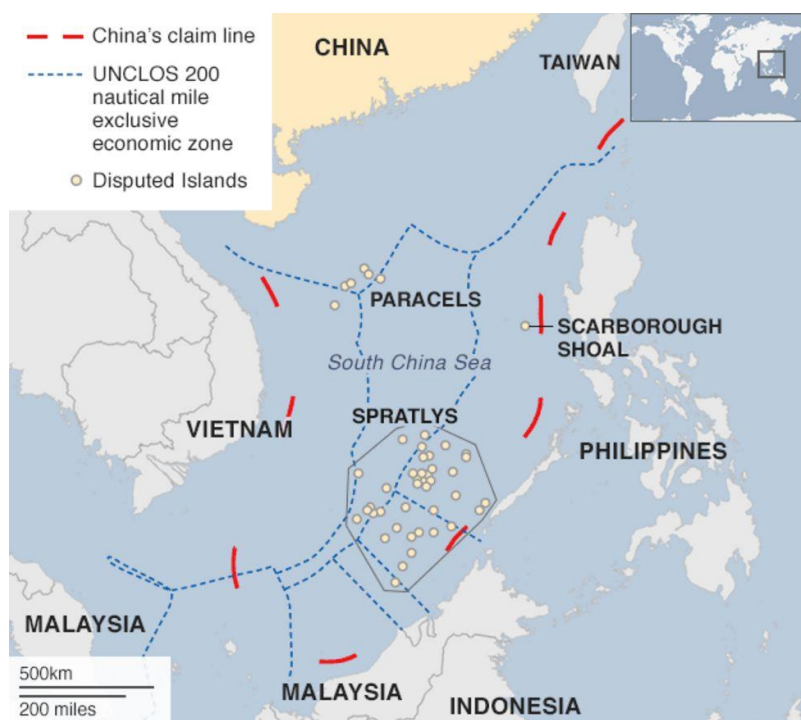 China's claim line
UNCLOS 200
nautical mile
exclusive
economic zone
Disputed Islands
CHINA
TAIWAN
PARACELS
SCARBOROUGH
SHOAL
South China Sea
SPRATLYS
VIETNAM
PHILIPPINES
MALAYSIA
500km
200 miles
MALAYSIA
INDONESIA